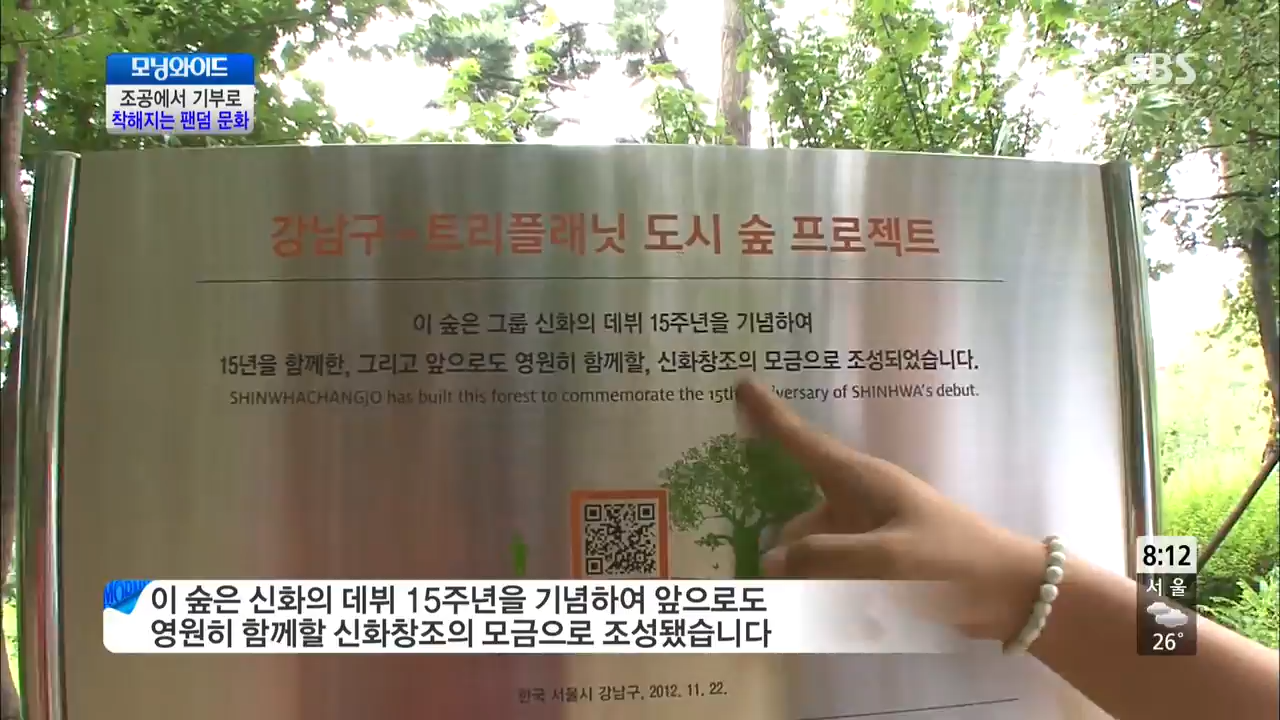 모닝와이드
조공에서 기부로
착해지는 팬덤 문화
SBS
강남구-트리플래닛 도시 숲 프로젝트
이 숲은 그룹 신화의 데뷔 15주년을 기념하여
15년을 함께한, 그리고 앞으로도 영원히 함께할, 신화창조의 모금으로 조성되었습니다.
SHINWHACHANGJO has built this forest to commemorate the 15th of SHINHWA's debut.
8:12
서울
26°
이 숲은 신화의 데뷔 15주년을 기념하여 앞으로도
영원히 함께할 신화창조의 모금으로 조성됐습니다
한국 서울시 강남구, 2012. 11. 22.